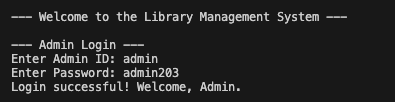 --- Welcome to the Library Management System ---
--- Admin Login ---
Enter Admin ID: admin
Enter Password: admin203
Login successful! Welcome, Admin.